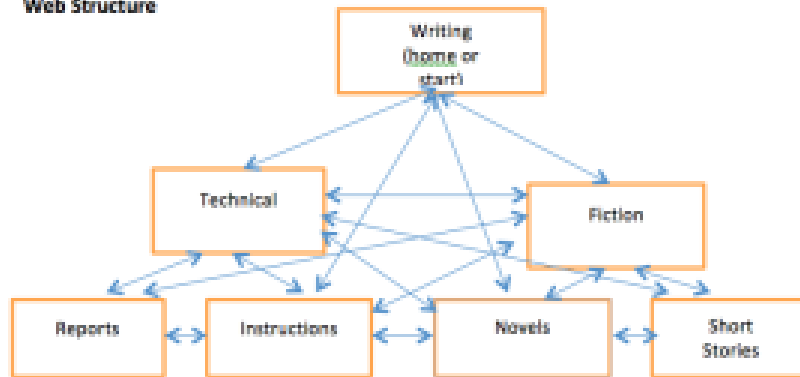 Web Structure
Writing
(home or
start)
Technical
Fiction
Reports
Instructions
Novels
Short
Stories